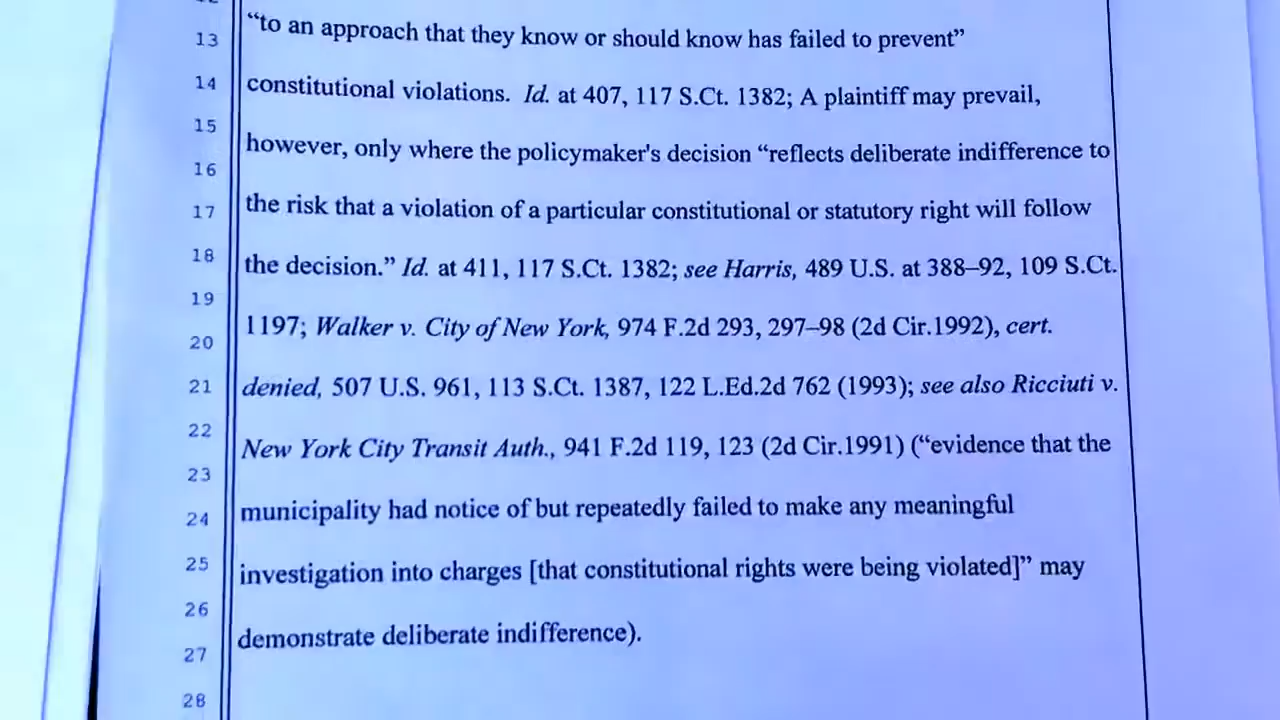 13 “to an approach that they know or should know has failed to prevent”
14 constitutional violations. Id. at 407, 117 S.Ct. 1382; A plaintiff may prevail,
15
however, only where the policymaker's decision “reflects deliberate indifference to
16
17 the risk that a violation of a particular constitutional or statutory right will follow
18 the decision.” Id. at 411, 117 S.Ct. 1382; see Harris, 489 U.S. at 388–92, 109 S.Ct.
19
1197; Walker v. City of New York, 974 F.2d 293, 297–98 (2d Cir.1992), cert.
20
21 denied, 507 U.S. 961, 113 S.Ct. 1387, 122 L.Ed.2d 762 (1993); see also Ricciuti v.
22
New York City Transit Auth., 941 F.2d 119, 123 (2d Cir.1991) (“evidence that the
23
24 municipality had notice of but repeatedly failed to make any meaningful
25 investigation into charges [that constitutional rights were being violated]” may
26
demonstrate deliberate indifference).
27
28